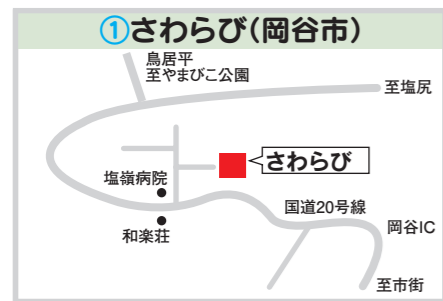 ①さわらび(岡谷市)
鳥居平
至やまびこ公園
至塩尻
さわらび
塩嶺病院
国道20号線
岡谷IC
和楽荘
至市街